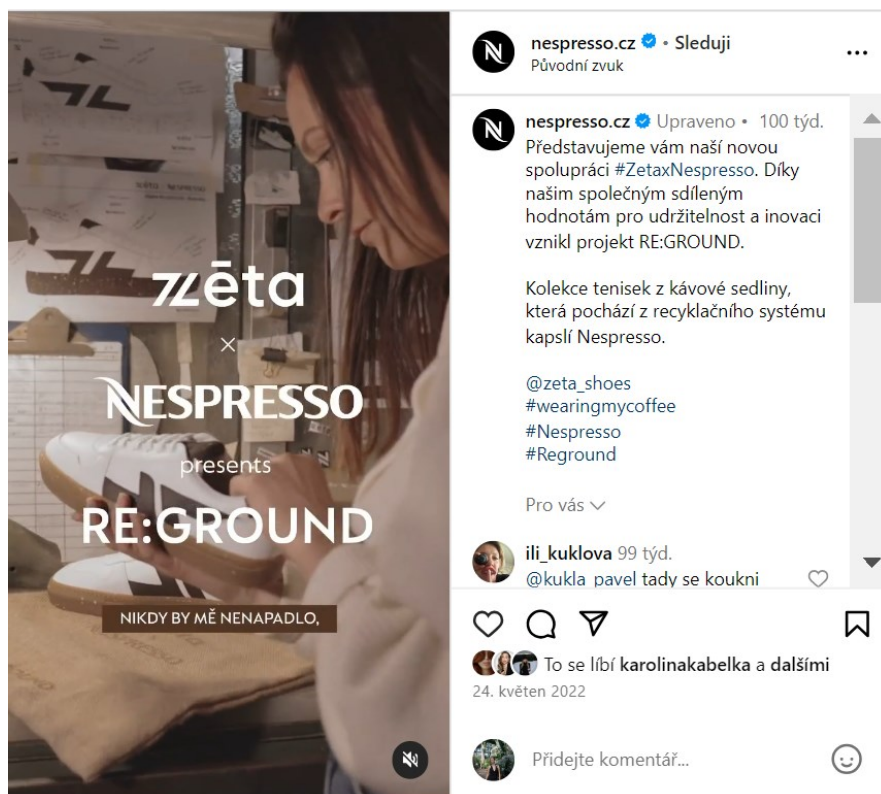 zēta
×
NESPRESSO
presents
RE:GROUND
NIKDY BY MĚ NENAPADLO,
nespresso.cz • Sleduji
Původní zvuk
nespresso.cz Upraveno • 100 týd.
Představujeme vám naší novou
spolupráci #ZetaxNespresso. Díky
našim společným sdíleným
hodnotám pro udržitelnost a inovaci
vznikl projekt RE:GROUND.
Kolekce tenisek z kávové sedliny,
která pochází z recyklačního systému
kapslí Nespresso.
@zeta_shoes
#wearingmycoffee
#Nespresso
#Reground
Pro vás
ili_kuklova 99 týd.
@kukla_pavel tady se koukni
To se líbí karolinakabelka a dalšími
24. květen 2022
Přidejte komentář...